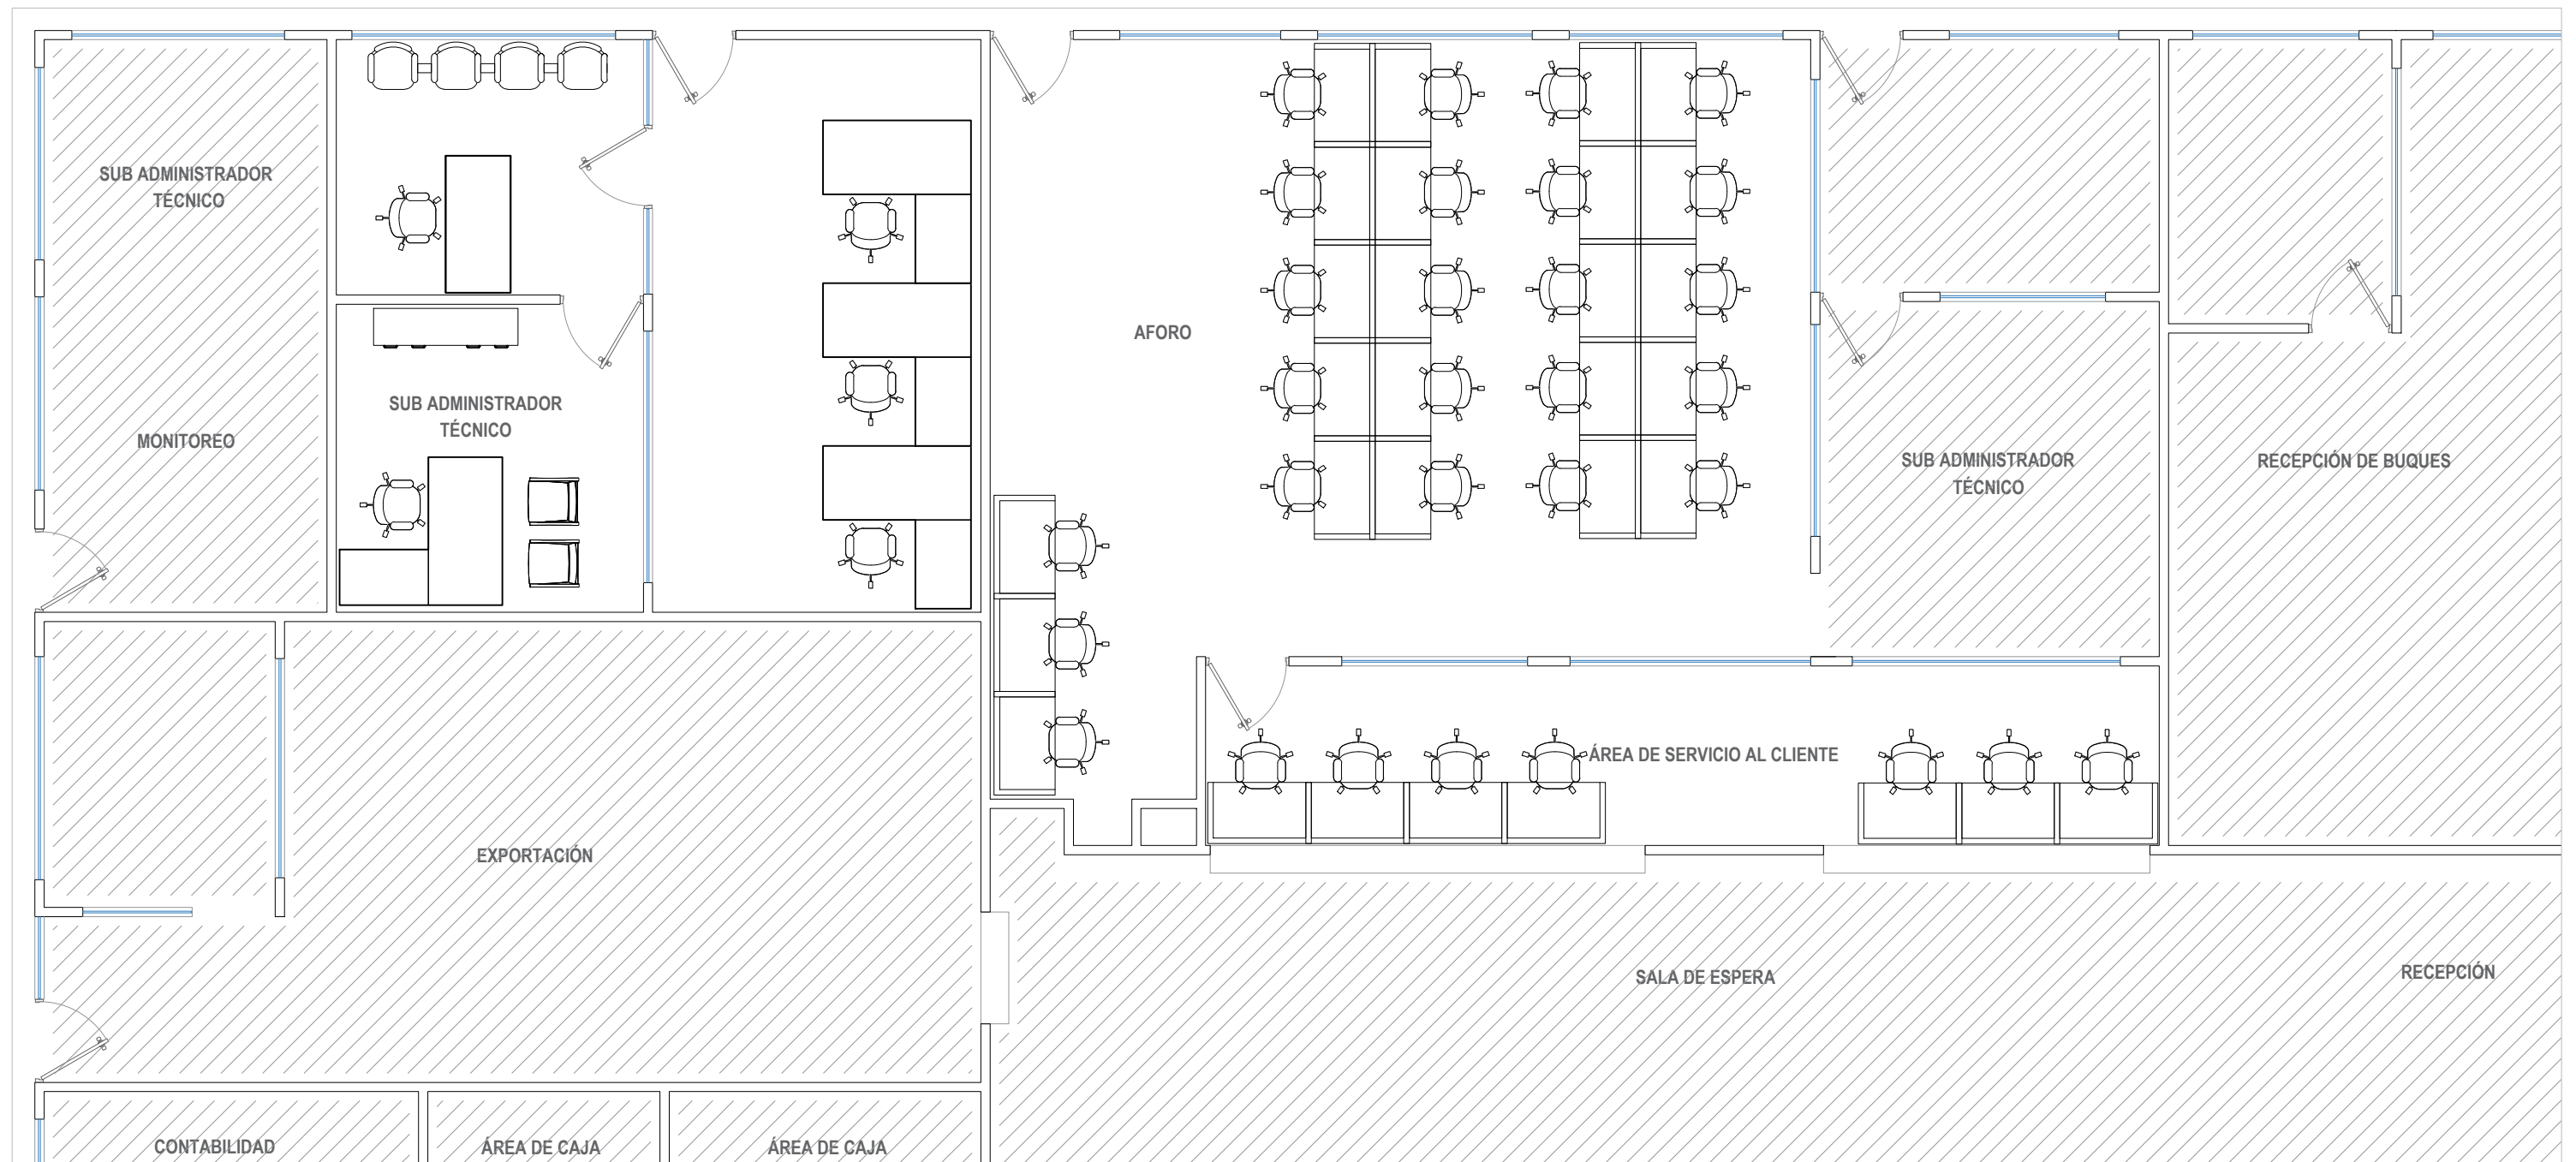 SUB ADMINISTRADOR
TÉCNICO
MONITOREO
SUB ADMINISTRADOR
TÉCNICO
AFORO
SUB ADMINISTRADOR
TÉCNICO
RECEPCIÓN DE BUQUES
ÁREA DE SERVICIO AL CLIENTE
EXPORTACIÓN
SALA DE ESPERA
RECEPCIÓN
CONTABILIDAD
ÁREA DE CAJA
ÁREA DE CAJA